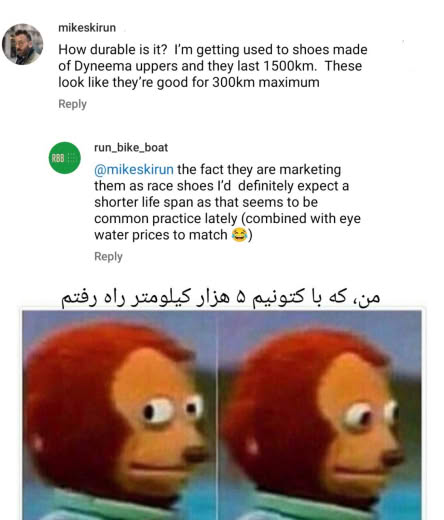 mikeskirun
How durable is it? I'm getting used to shoes made
of Dyneema uppers and they last 1500km. These
look like they're good for 300km maximum
Reply
RBB
run_bike_boat
@mikeskirun the fact they are marketing
them as race shoes I'd definitely expect a
shorter life span as that seems to be
common practice lately (combined with eye
water prices to match 😂)
Reply
من، که با کتونیم ۵ هزار کیلومتر راه رفتم